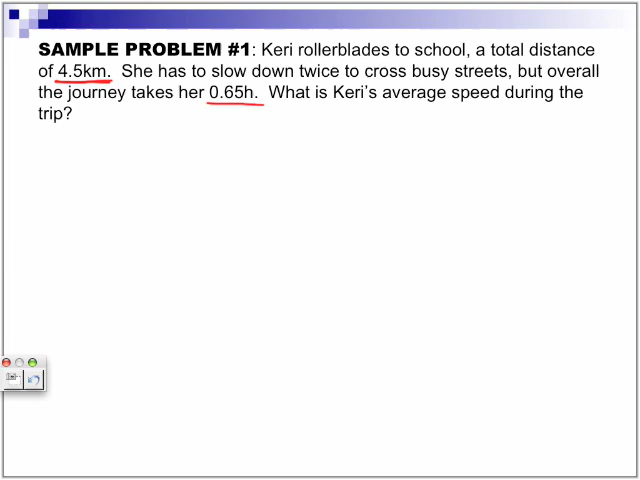 SAMPLE PROBLEM #1: Keri rollerblades to school, a total distance
of 4.5km.  She has to slow down twice to cross busy streets, but overall
the journey takes her 0.65h.  What is Keri’s average speed during the
trip?